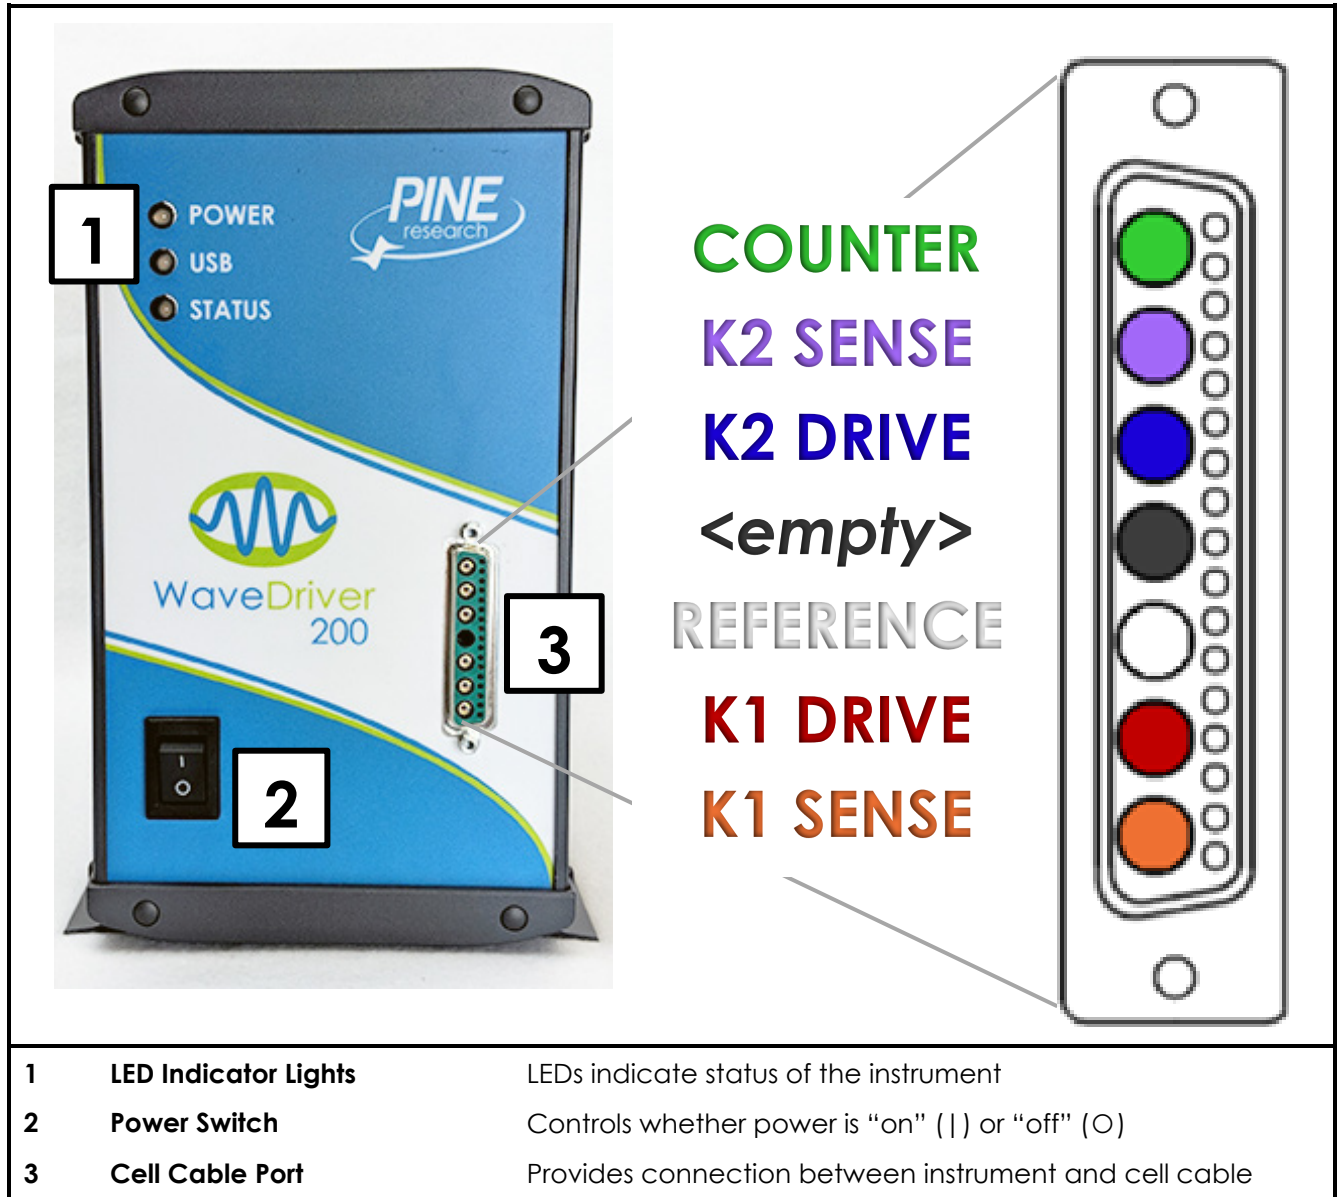 1
POWER
USB
STATUS
PINE
research
WaveDriver
200
3
2
COUNTER
K2 SENSE
K2 DRIVE
<empty>
REFERENCE
K1 DRIVE
K1 SENSE
1 LED Indicator Lights LEDs indicate status of the instrument
2 Power Switch Controls whether power is “on” (|) or “off” (O)
3 Cell Cable Port Provides connection between instrument and cell cable